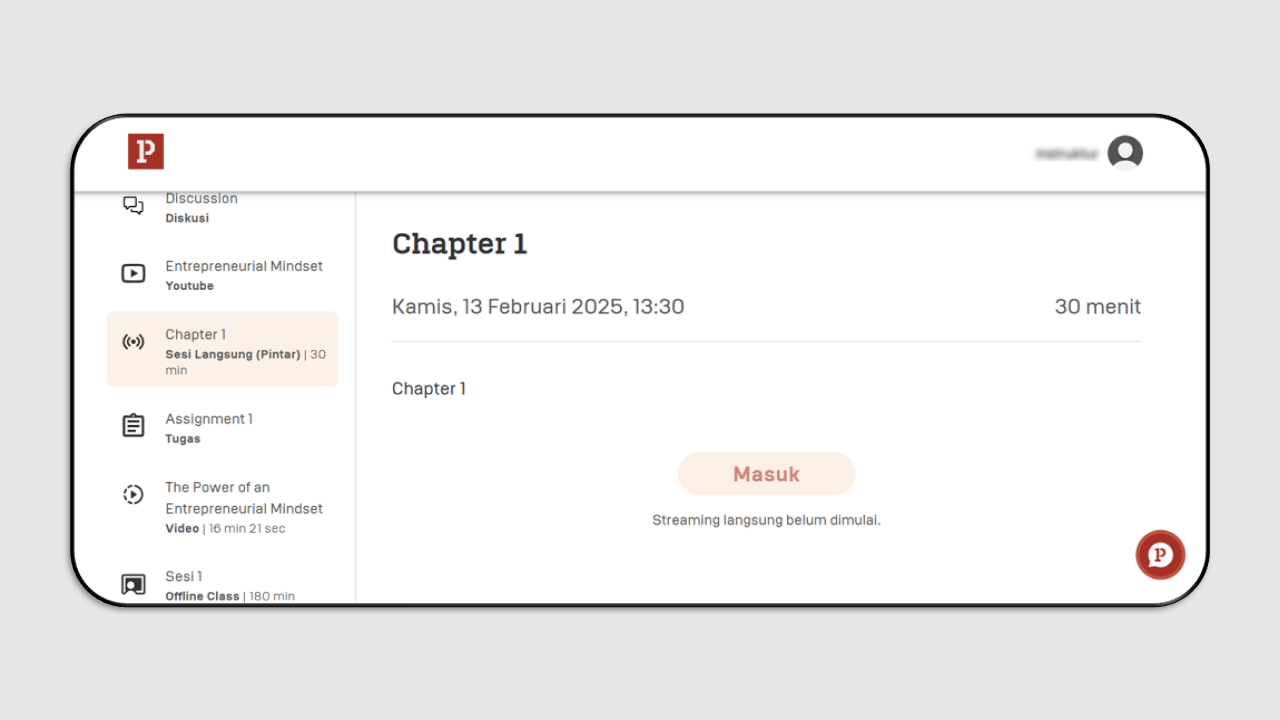 P
Discussion
Diskusi
Entrepreneurial Mindset
Youtube
Chapter 1
Sesi Langsung (Pintar) | 30
min
Assignment 1
Tugas
The Power of an
Entrepreneurial Mindset
Video | 16 min 21 sec
Sesi 1
Offline Class | 180 min
Chapter 1
Kamis, 13 Februari 2025, 13:30
30 menit
Chapter 1
Masuk
Streaming langsung belum dimulai.
P